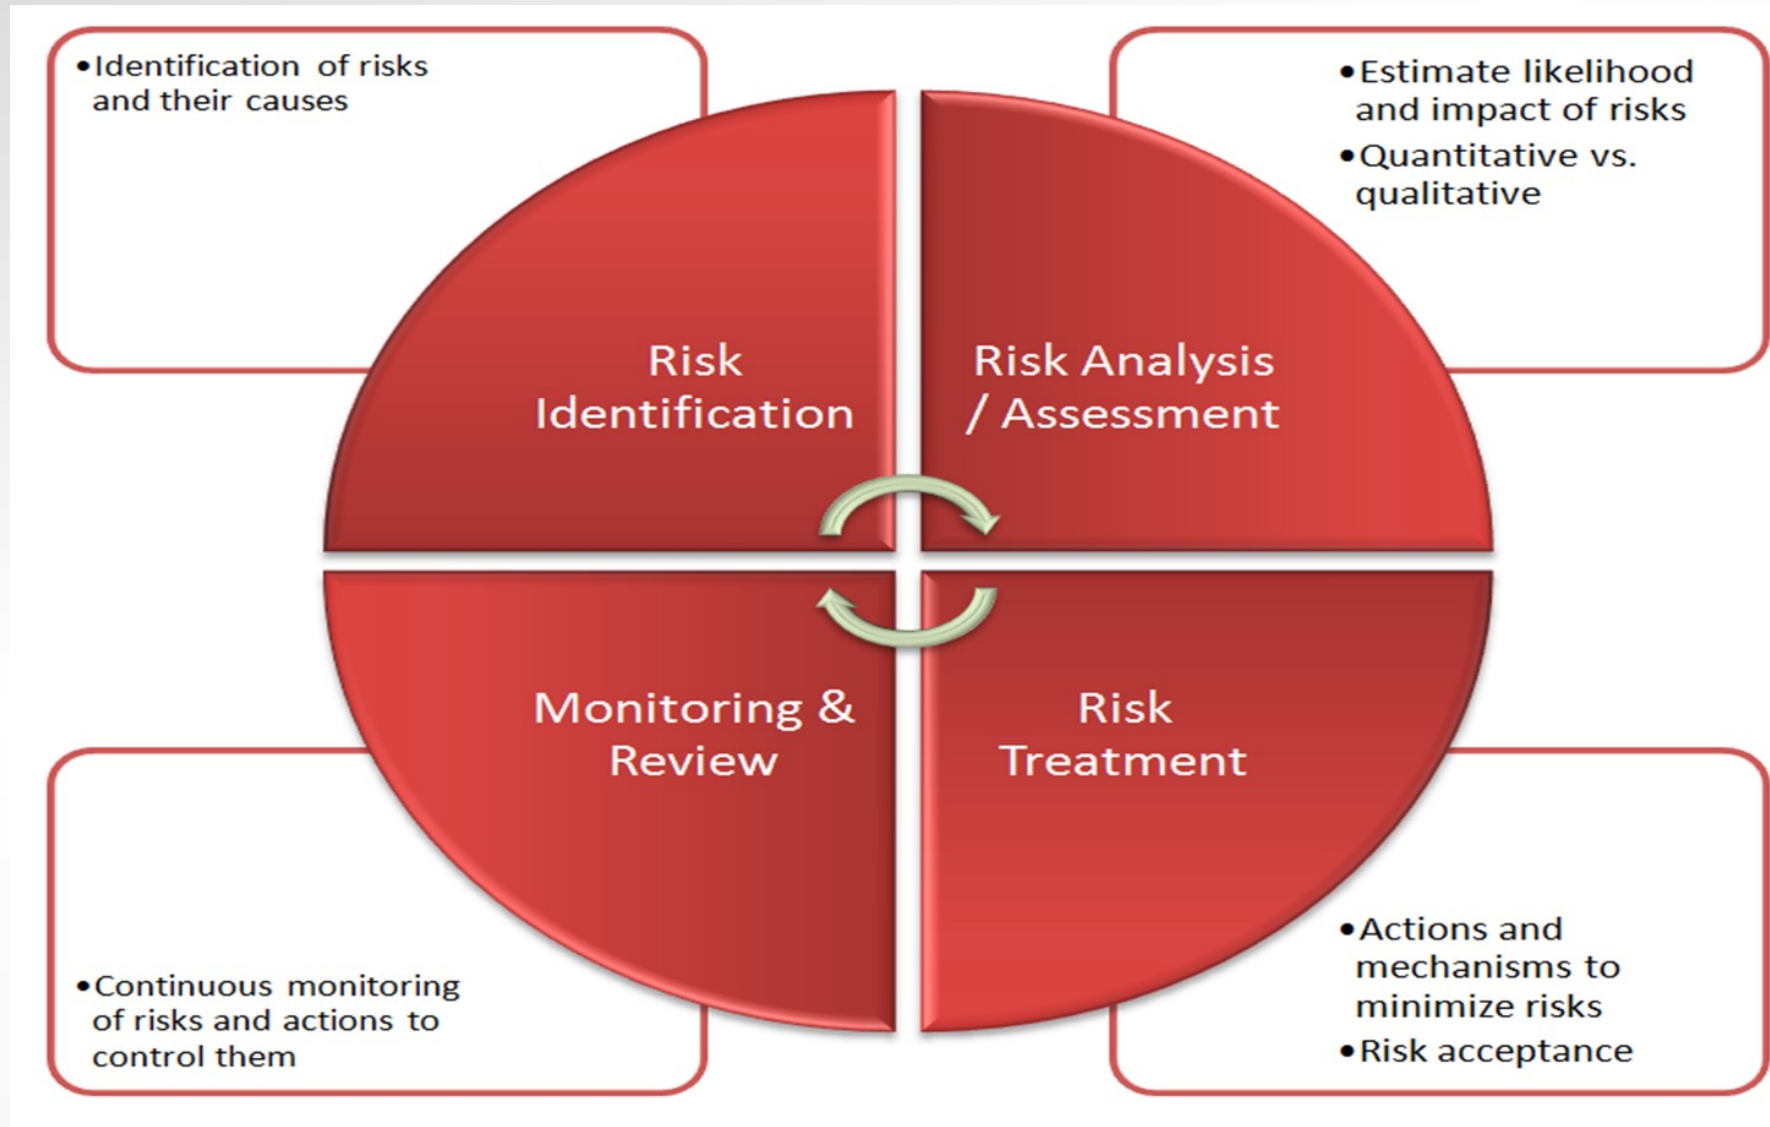 •Identification of risks
and their causes
•Estimate likelihood
and impact of risks
•Quantitative vs.
qualitative
Risk
Identification
Risk Analysis
/ Assessment
Monitoring &
Review
Risk
Treatment
•Continuous monitoring
of risks and actions to
control them
•Actions and
mechanisms to
minimize risks
•Risk acceptance